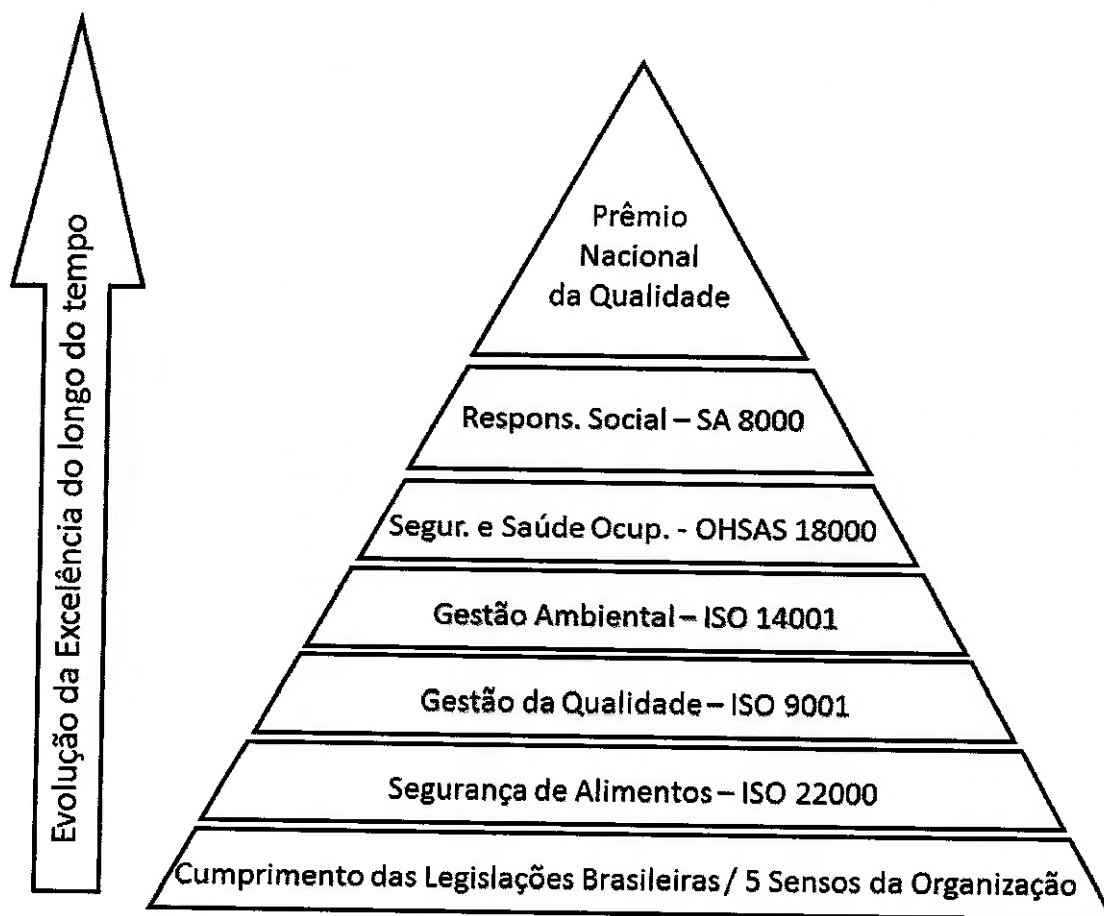 Evolução da Excelência do longo do tempo
Prêmio
Nacional
da Qualidade
Respons. Social – SA 8000
Segur. e Saúde Ocup. - OHSAS 18000
Gestão Ambiental – ISO 14001
Gestão da Qualidade – ISO 9001
Segurança de Alimentos – ISO 22000
Cumprimento das Legislações Brasileiras / 5 Sensos da Organização